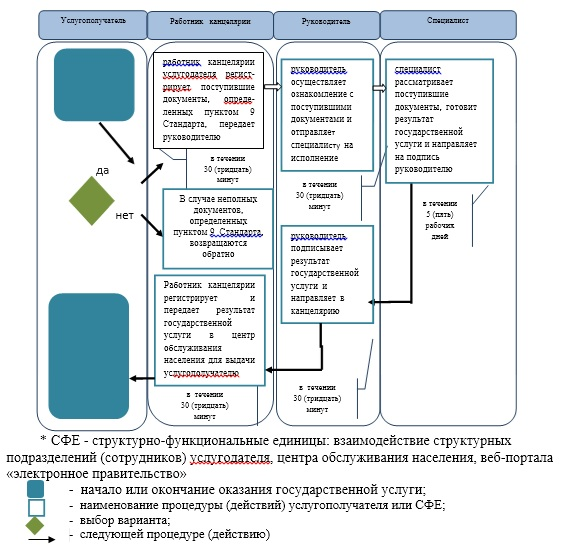 Услугополучатель
Работник канцелярии
Руководитель
Специалист
работник канцелярии
услугодателя регист-
рирует поступившие
документы, опреде-
ленных пунктом 9
Стандарта, передает
руководителю
в течении
30 (тридцать)
минут
руководитель
осуществляет
ознакомление с
поступившими
документами и
отправляет
специалисту на
исполнение
в течении
30 (тридцать)
минут
специалист
рассматривает
поступившие
документы, готовит
результат
государственной
услуги и направляет
на подпись
руководителю
в течении
5 (пять)
рабочих
дней
да
нет
В случае неполных
документов,
определенных
пунктом 9 Стандарта
возвращаются
обратно
руководитель
подписывает
результат
государственной
услуги и
направляет в
канцелярию
в течении
30 (тридцать)
минут
Работник канцелярии
регистрирует и
передает результат
государственной
услуги в центр
обслуживания
населения для выдачи
услугополучателю
в течении
30 (тридцать)
минут
* СФЕ - структурно-функциональные единицы: взаимодействие структурных
подразделений (сотрудников) услугодателя, центра обслуживания населения, веб-портала
«электронное правительство»
- начало или окончание оказания государственной услуги;
- наименование процедуры (действий) услугополучателя или СФЕ;
- выбор варианта;
- следующей процедуре (действию)